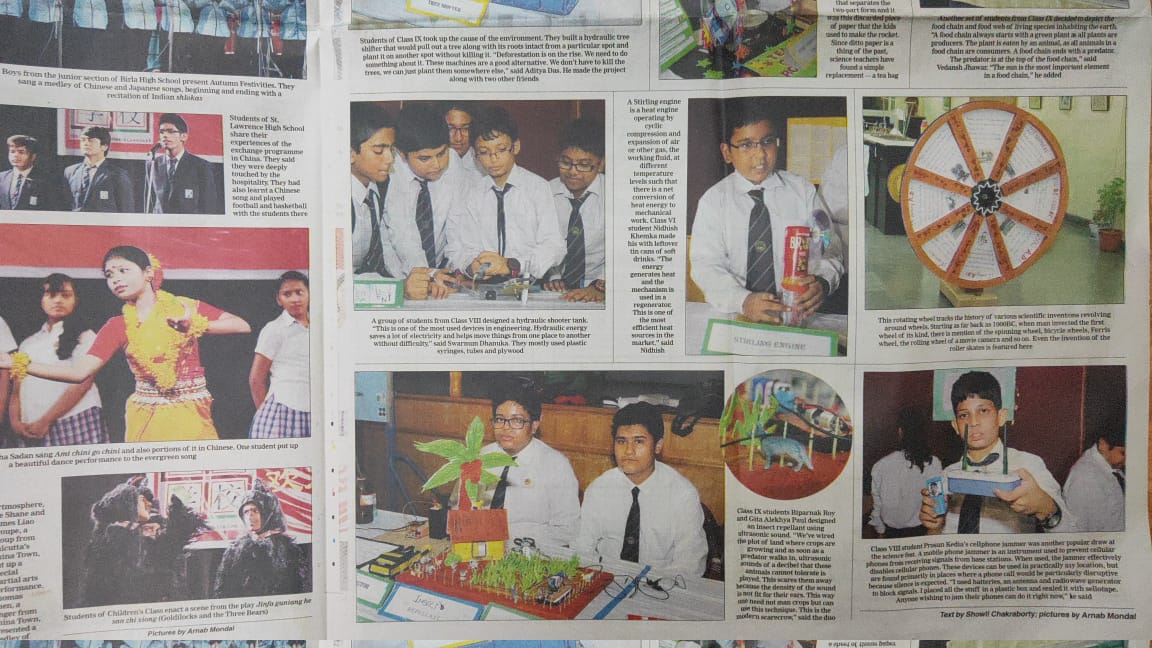 Boys from the junior section of Birla High School present Autumn Festivities. They
sang a medley of Chinese and Japanese songs, beginning and ending with a
recitation of Indian shlokas
Students of St.
Lawrence High School
share their
experiences of the
exchange programme
in China. They said
they were deeply
touched by the
hospitality. They had
also learnt a Chinese
song and played
football and basketball
with the students there
ha Sadan sang Ami chini go chini and also portions of it in Chinese. One student put up
a beautiful dance performance to the evergreen song
tmosphere,
e Shane and
mes Liao
oupe, a
oup from
lcutta's
ina Town,
t up a
ecial
artial arts
rformance.
omas
en, a
nger from
ina Town,
esented a
edley of
Students of Children's Class enact a scene from the play Jinfa guniang he
san chi xiong (Goldilocks and the Three Bears)
Pictures by Arnab Mondal
TREE SHIFTER
Students of Class IX took up the cause of the environment. They built a hydraulic tree
shifter that would pull out a tree along with its roots intact from a particular spot and
plant it on another spot without killing it. "Deforestation is on the rise. We need to do
something about it. These machines are a good alternative. We don't have to kill the
trees, we can just plant them somewhere else," said Aditya Das. He made the project
along with two other friends
that separates the
two-part form and it
was this discarded piece
of paper that the kids
used to make the rocket.
Since ditto paper is a
thing of the past,
science teachers have
found a simple
replacement — a tea bag
Another set of students from Class IX decided to depict the
food chain and food web of living species inhabiting the earth.
"A food chain always starts with a green plant as all plants are
producers. The plant is eaten by an animal, as all animals in a
food chain are consumers. A food chain ends with a predator.
The predator is at the top of the food chain," said
Vedansh Jhawar. "The sun is the most important element
in a food chain," he added
A group of students from Class VIII designed a hydraulic shooter tank.
"This is one of the most used devices in engineering. Hydraulic energy
saves a lot of electricity and helps move things from one place to another
without difficulty," said Swarnum Dhanuka. They mostly used plastic
syringes, tubes and plywood
A Stirling engine
is a heat engine
operating by
cyclic
compression and
expansion of air
or other gas, the
working fluid, at
different
temperature
levels such that
there is a net
conversion of
heat energy to
mechanical
work. Class VI
student Nidhish
Khemka made
his with leftover
tin cans of soft
drinks. "The
energy
generates heat
and the
mechanism is
used in a
regenerator.
This is one of
the most
efficient heat
sources in the
market," said
Nidhish
STIRLING ENGINE
This rotating wheel tracks the history of various scientific inventions revolving
around wheels. Starting as far back as 1000BC, when man invented the first
wheel of its kind, there is mention of the spinning wheel, bicycle wheels, Ferris
wheel, the rolling wheel of a movie camera and so on. Even the invention of the
roller skates is featured here
INSECT
REPELLENT
Class IX students Biparnak Roy
and Gita Alekhya Paul designed
an insect repellant using
ultrasonic sound. "We've wired
the plot of land where crops are
growing and as soon as a
predator walks in, ultrasonic
sounds of a decibel that these
animals cannot tolerate is
played. This scares them away
because the density of the sound
is not fit for their ears. This way
we need not man crops but can
use this technique. This is the
modern scarecrow," said the duo
Class VIII student Prosun Kedia's cellphone jammer was another popular draw at
the science fest. A mobile phone jammer is an instrument used to prevent cellular
phones from receiving signals from base stations. When used, the jammer effectively
disables cellular phones. These devices can be used in practically any location, but
are found primarily in places where a phone call would be particularly disruptive
because silence is expected. "I used batteries, an antenna and radio wave generator
to block signals. I placed all the stuff in a plastic box and sealed it with sellotape.
Anyone wishing to jam their phones can do it right now," he said
Text by Showli Chakraborty; pictures by Arnab Mondal